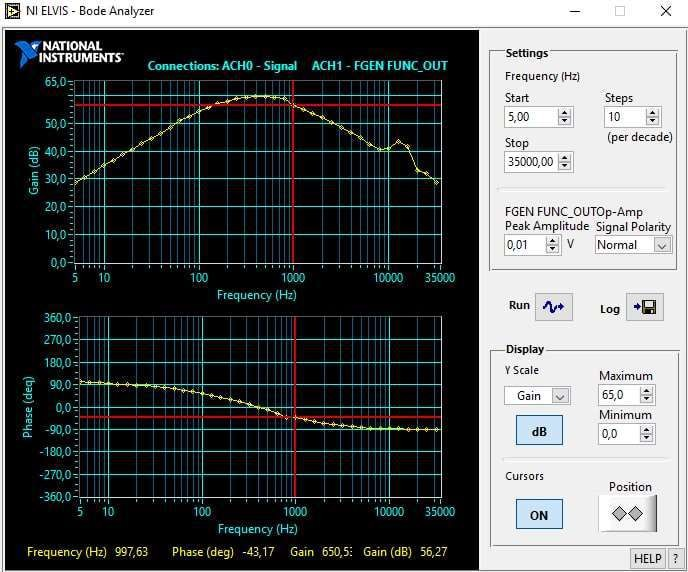 NI ELVIS - Bode Analyzer
NATIONAL
INSTRUMENTS
Connections: ACH0 - Signal ACH1 - FGEN FUNC_OUT
65,0
50,0
40,0
30,0
20,0
10,0
0,0
Gain (dB)
5 10 100 1000 10000 35000
Frequency (Hz)
360,0
270,0
180,0
90,0
0,0
-90,0
-180,0
-270,0
-360,0
Phase (deg)
5 10 100 1000 10000 35000
Frequency (Hz)
Frequency (Hz) 997,63 Phase (deg) -43,17 Gain 650,5 Gain (dB) 56,27
Settings
Frequency (Hz)
Start Steps
5,00 10
(per decade)
Stop
35000,00
FGEN FUNC_OUT Op-Amp
Peak Amplitude Signal Polarity
0,01 V Normal
Run Log
Display
Y Scale Maximum
Gain 65,0
Minimum
dB 0,0
Cursors Position
ON
HELP ?